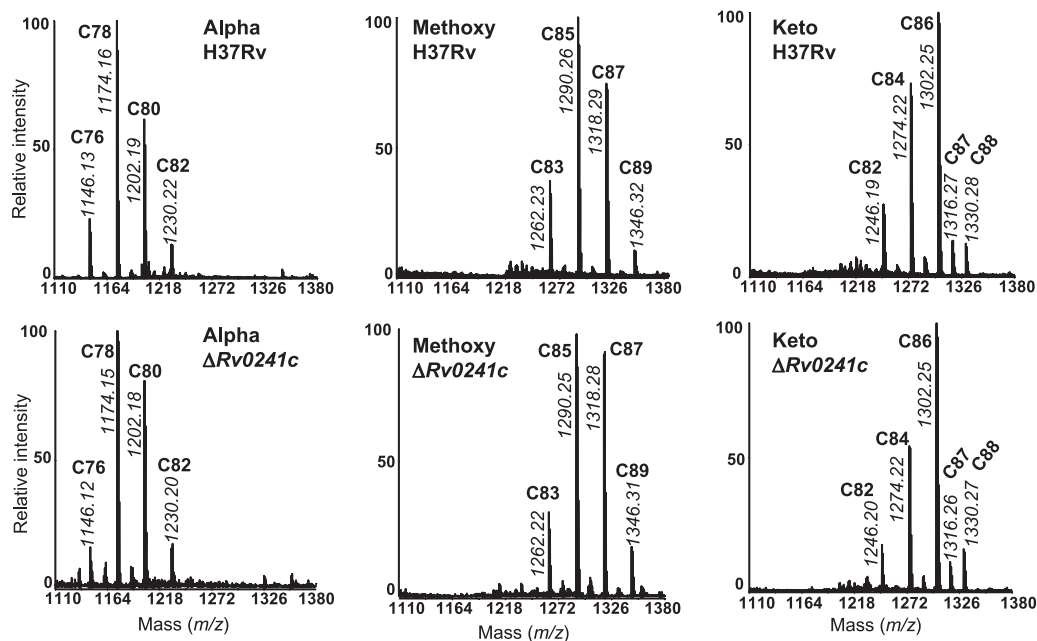 100
C78
1174.16
Alpha
H37Rv
C80
1202.19
C76
1146.13
C82
1230.22
50
0
Relative intensity
1110 1164 1218 1272 1326 1380
100
Methoxy
H37Rv
C85
1290.26
C87
1318.29
C83
1262.23
C89
1346.32
50
0
1110 1164 1218 1272 1326 1380
100
Keto
H37Rv
C86
1302.25
C84
1274.22
C82
1246.19
C87
1316.27
C88
1330.28
50
0
1110 1164 1218 1272 1326 1380
100
Alpha
ΔRv0241c
C78
1174.15
C80
1202.18
C76
1146.12
C82
1230.20
50
0
Relative intensity
1110 1164 1218 1272 1326 1380
Mass (m/z)
100
Methoxy
ΔRv0241c
C85
1290.25
C87
1318.28
C83
1262.22
C89
1346.31
50
0
1110 1164 1218 1272 1326 1380
Mass (m/z)
100
Keto
ΔRv0241c
C86
1302.25
C84
1274.22
C82
1246.20
C87
1316.26
C88
1330.27
50
0
1110 1164 1218 1272 1326 1380
Mass (m/z)